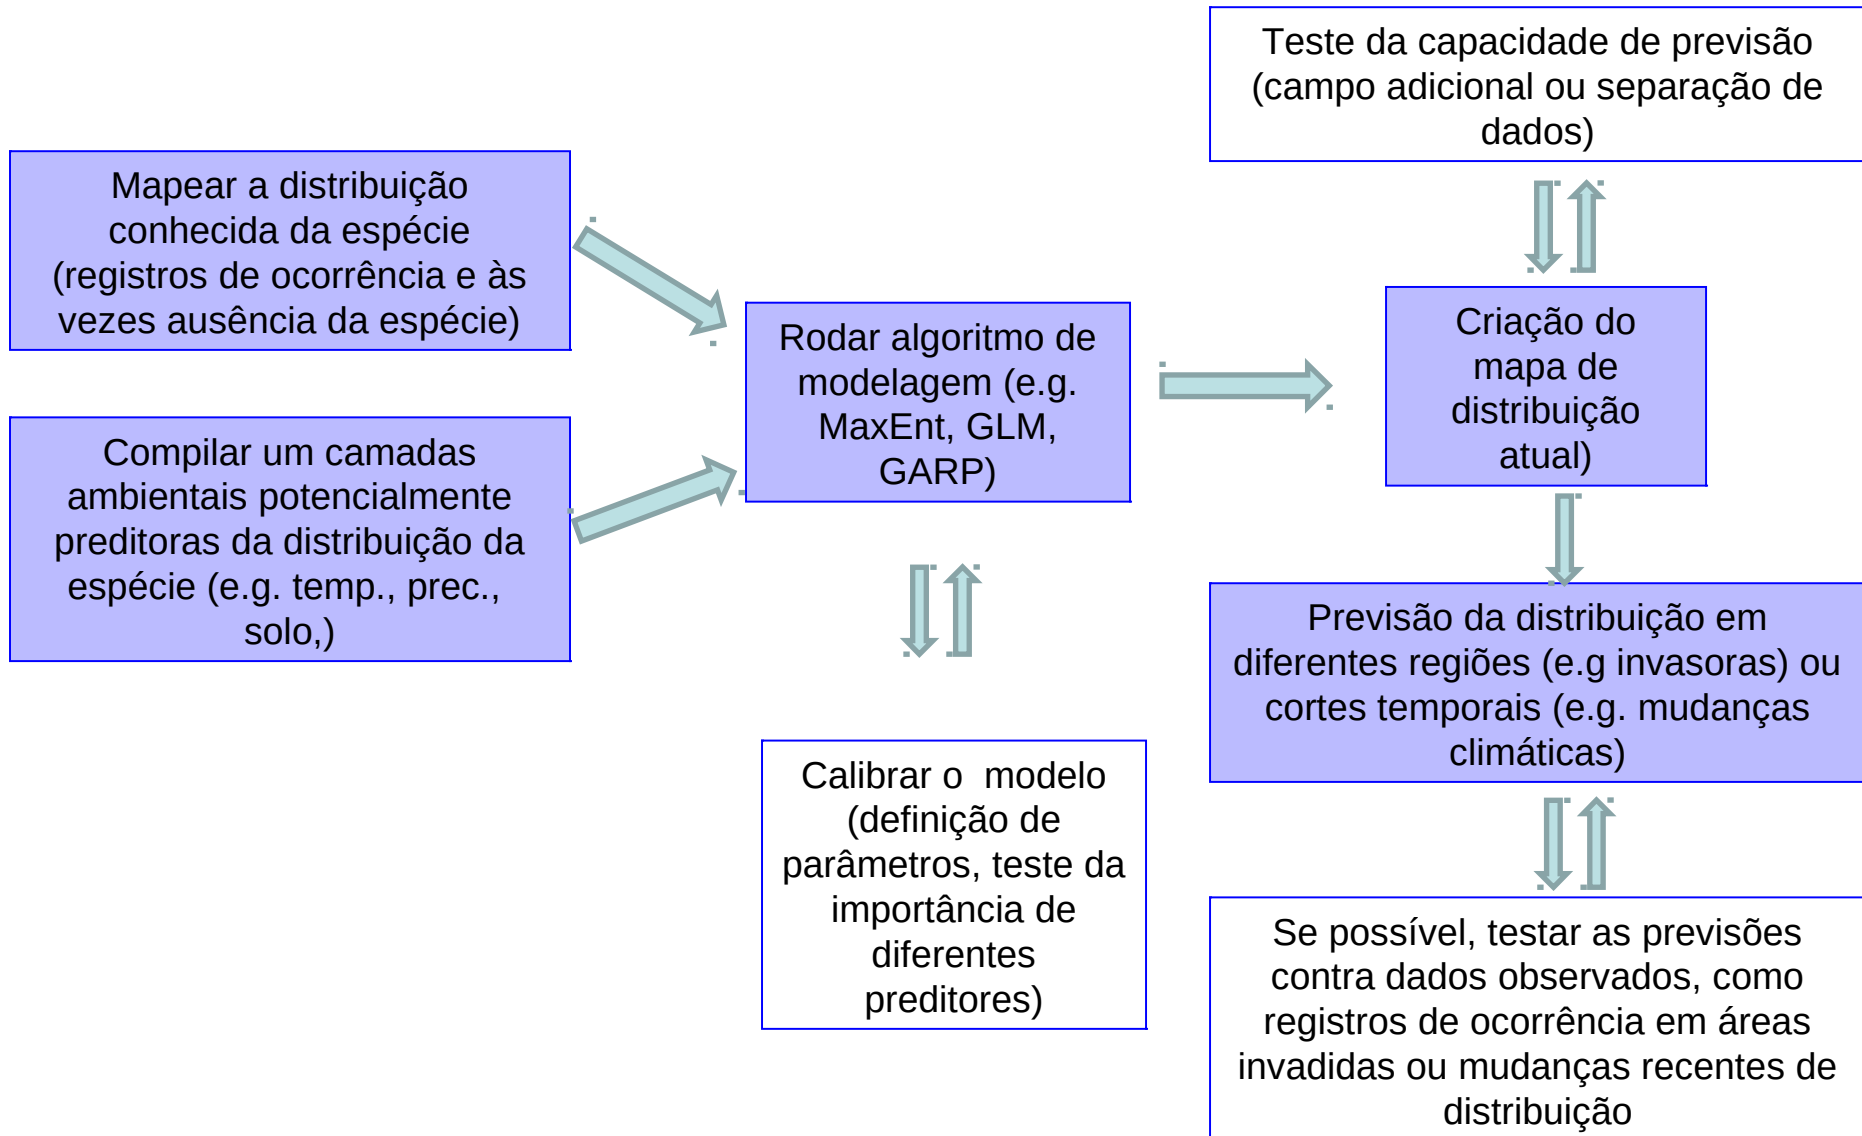 Mapear a distribuição
conhecida da espécie
(registros de ocorrência e às
vezes ausência da espécie)
Compilar um camadas
ambientais potencialmente
preditoras da distribuição da
espécie (e.g. temp., prec.,
solo,)
Rodar algoritmo de
modelagem (e.g.
MaxEnt, GLM,
GARP)
Calibrar o  modelo
(definição de
parâmetros, teste da
importância de
diferentes
preditores)
Teste da capacidade de previsão
(campo adicional ou separação de
dados)
Criação do
mapa de
distribuição
atual)
Previsão da distribuição em
diferentes regiões (e.g invasoras) ou
cortes temporais (e.g. mudanças
climáticas)
Se possível, testar as previsões
contra dados observados, como
registros de ocorrência em áreas
invadidas ou mudanças recentes de
distribuição